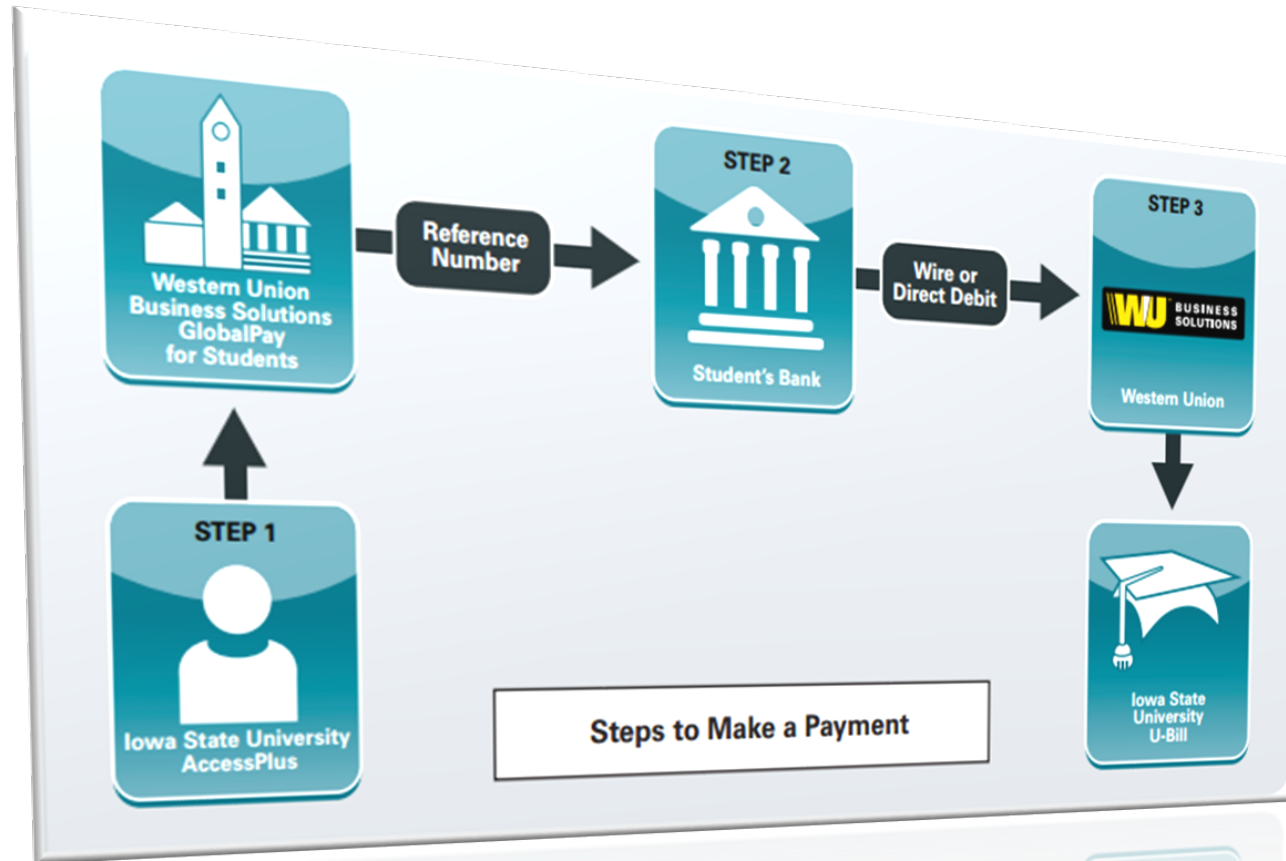 STEP 1
Iowa State University
AccessPlus
Western Union
Business Solutions
GlobalPay
for Students
Reference
Number
STEP 2
Student's Bank
Wire or
Direct Debit
STEP 3
WU BUSINESS
SOLUTIONS
Western Union
Iowa State
University
U-Bill
Steps to Make a Payment